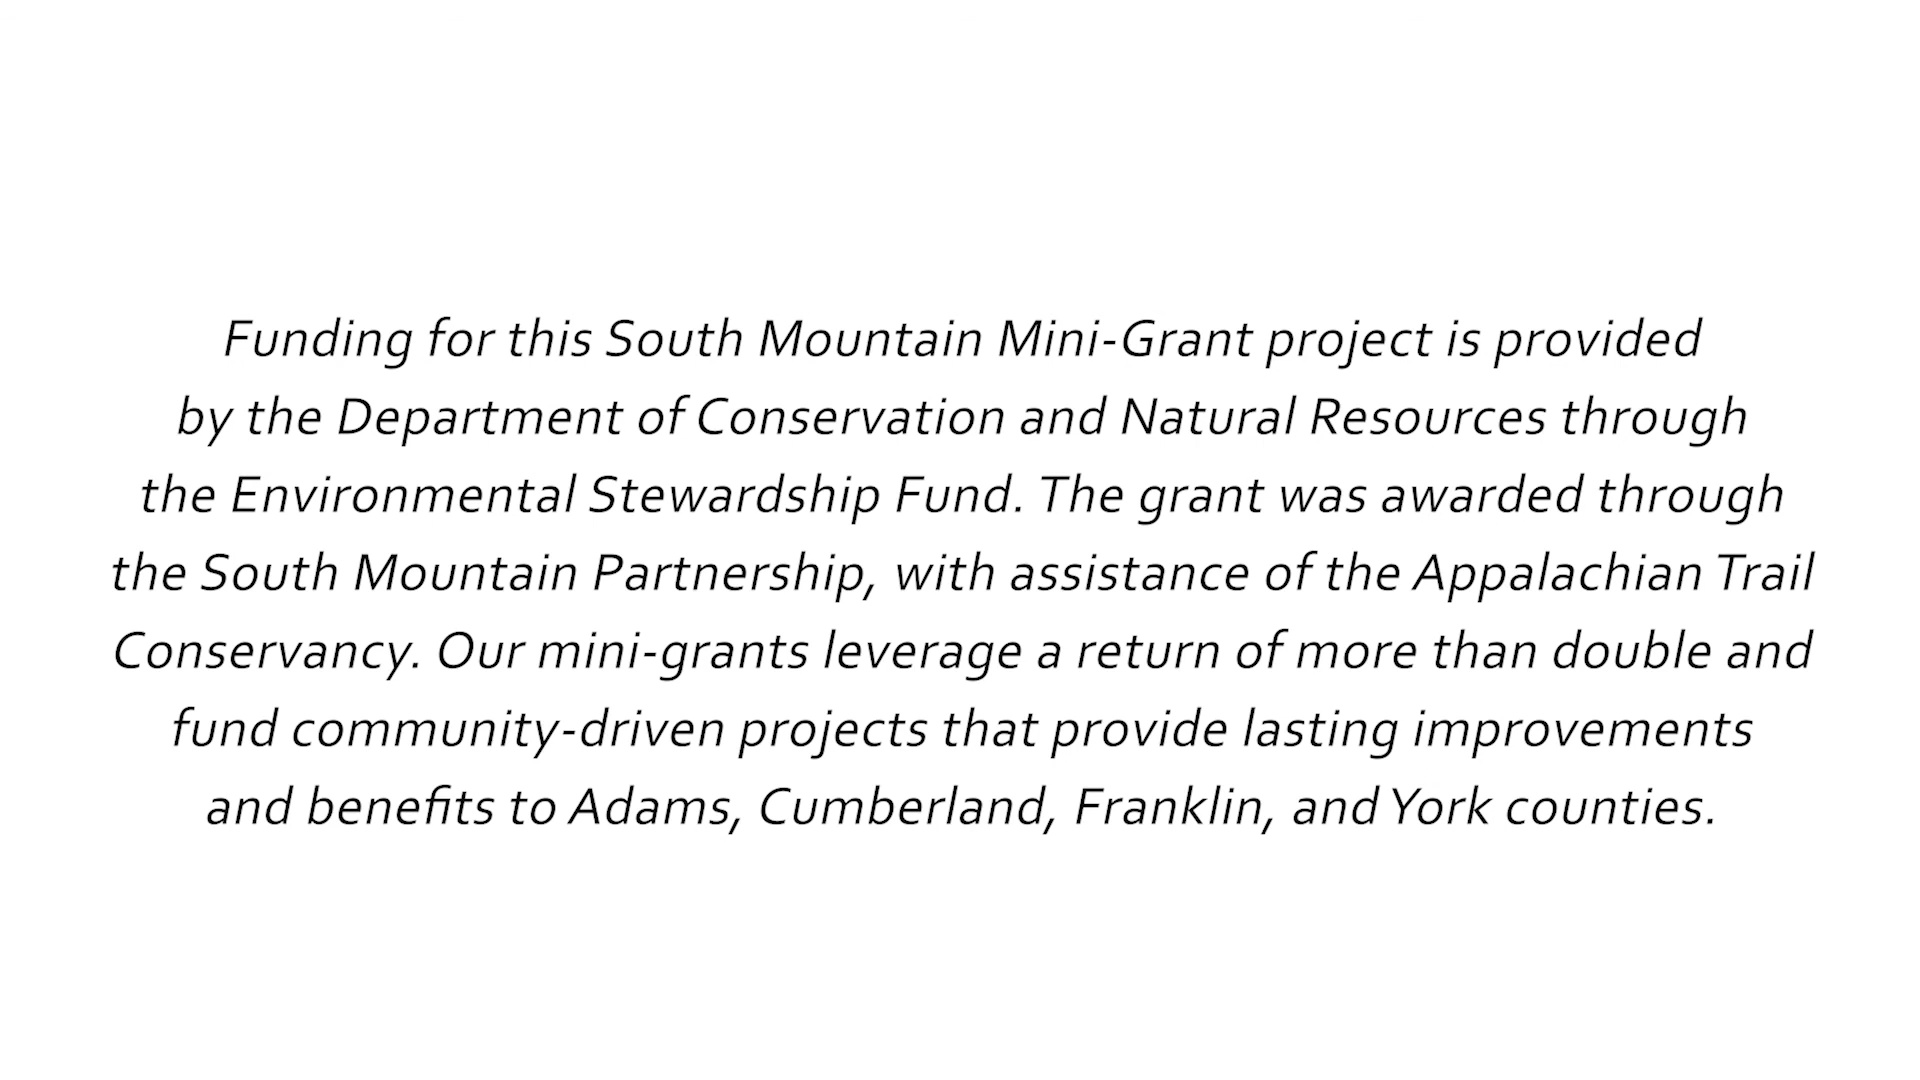 Funding for this South Mountain Mini-Grant project is provided
by the Department of Conservation and Natural Resources through
the Environmental Stewardship Fund. The grant was awarded through
the South Mountain Partnership, with assistance of the Appalachian Trail
Conservancy. Our mini-grants leverage a return of more than double and
fund community-driven projects that provide lasting improvements
and benefits to Adams, Cumberland, Franklin, and York counties.